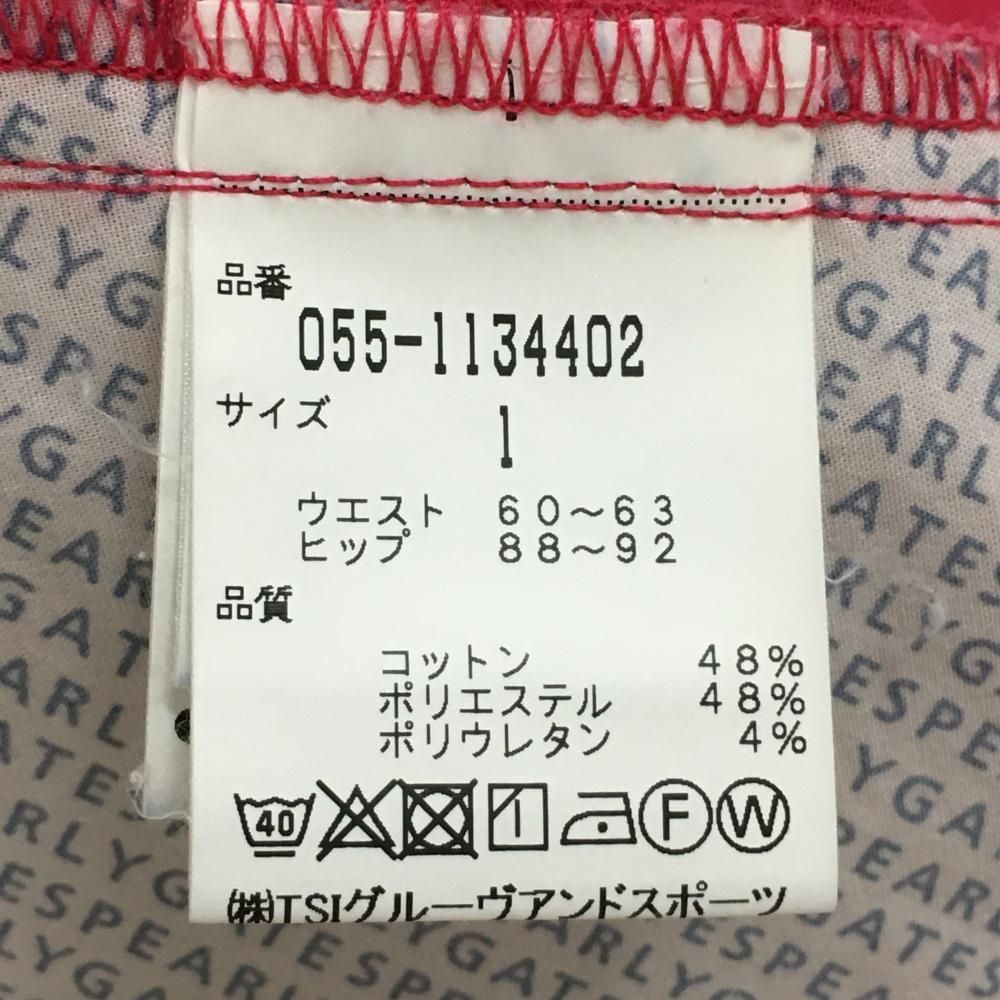 品番
055-1134402
サイズ
1
ウエスト 60～63
ヒップ 88～92
品質
コットン 48%
ポリエステル 48%
ポリウレタン 4%
40 F W
㈱TSIグルーヴアンドスポーツ
PEARLYGATES